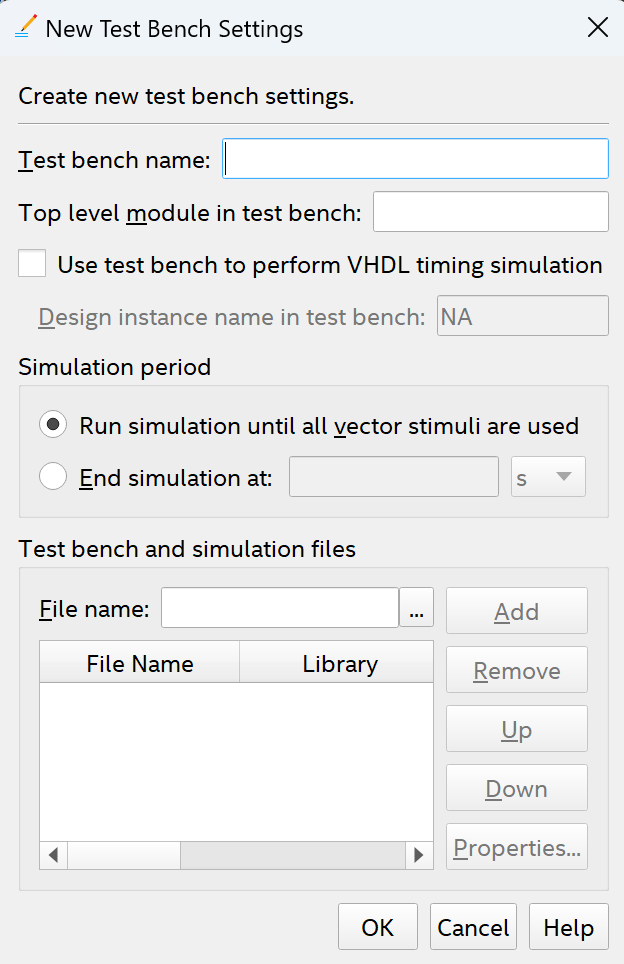 New Test Bench Settings
Create new test bench settings.
Test bench name:
Top level module in test bench:
Use test bench to perform VHDL timing simulation
Design instance name in test bench: NA
Simulation period
Run simulation until all vector stimuli are used
End simulation at: s
Test bench and simulation files
File name: ... Add
File Name Library
Remove
Up
Down
Properties...
OK Cancel Help